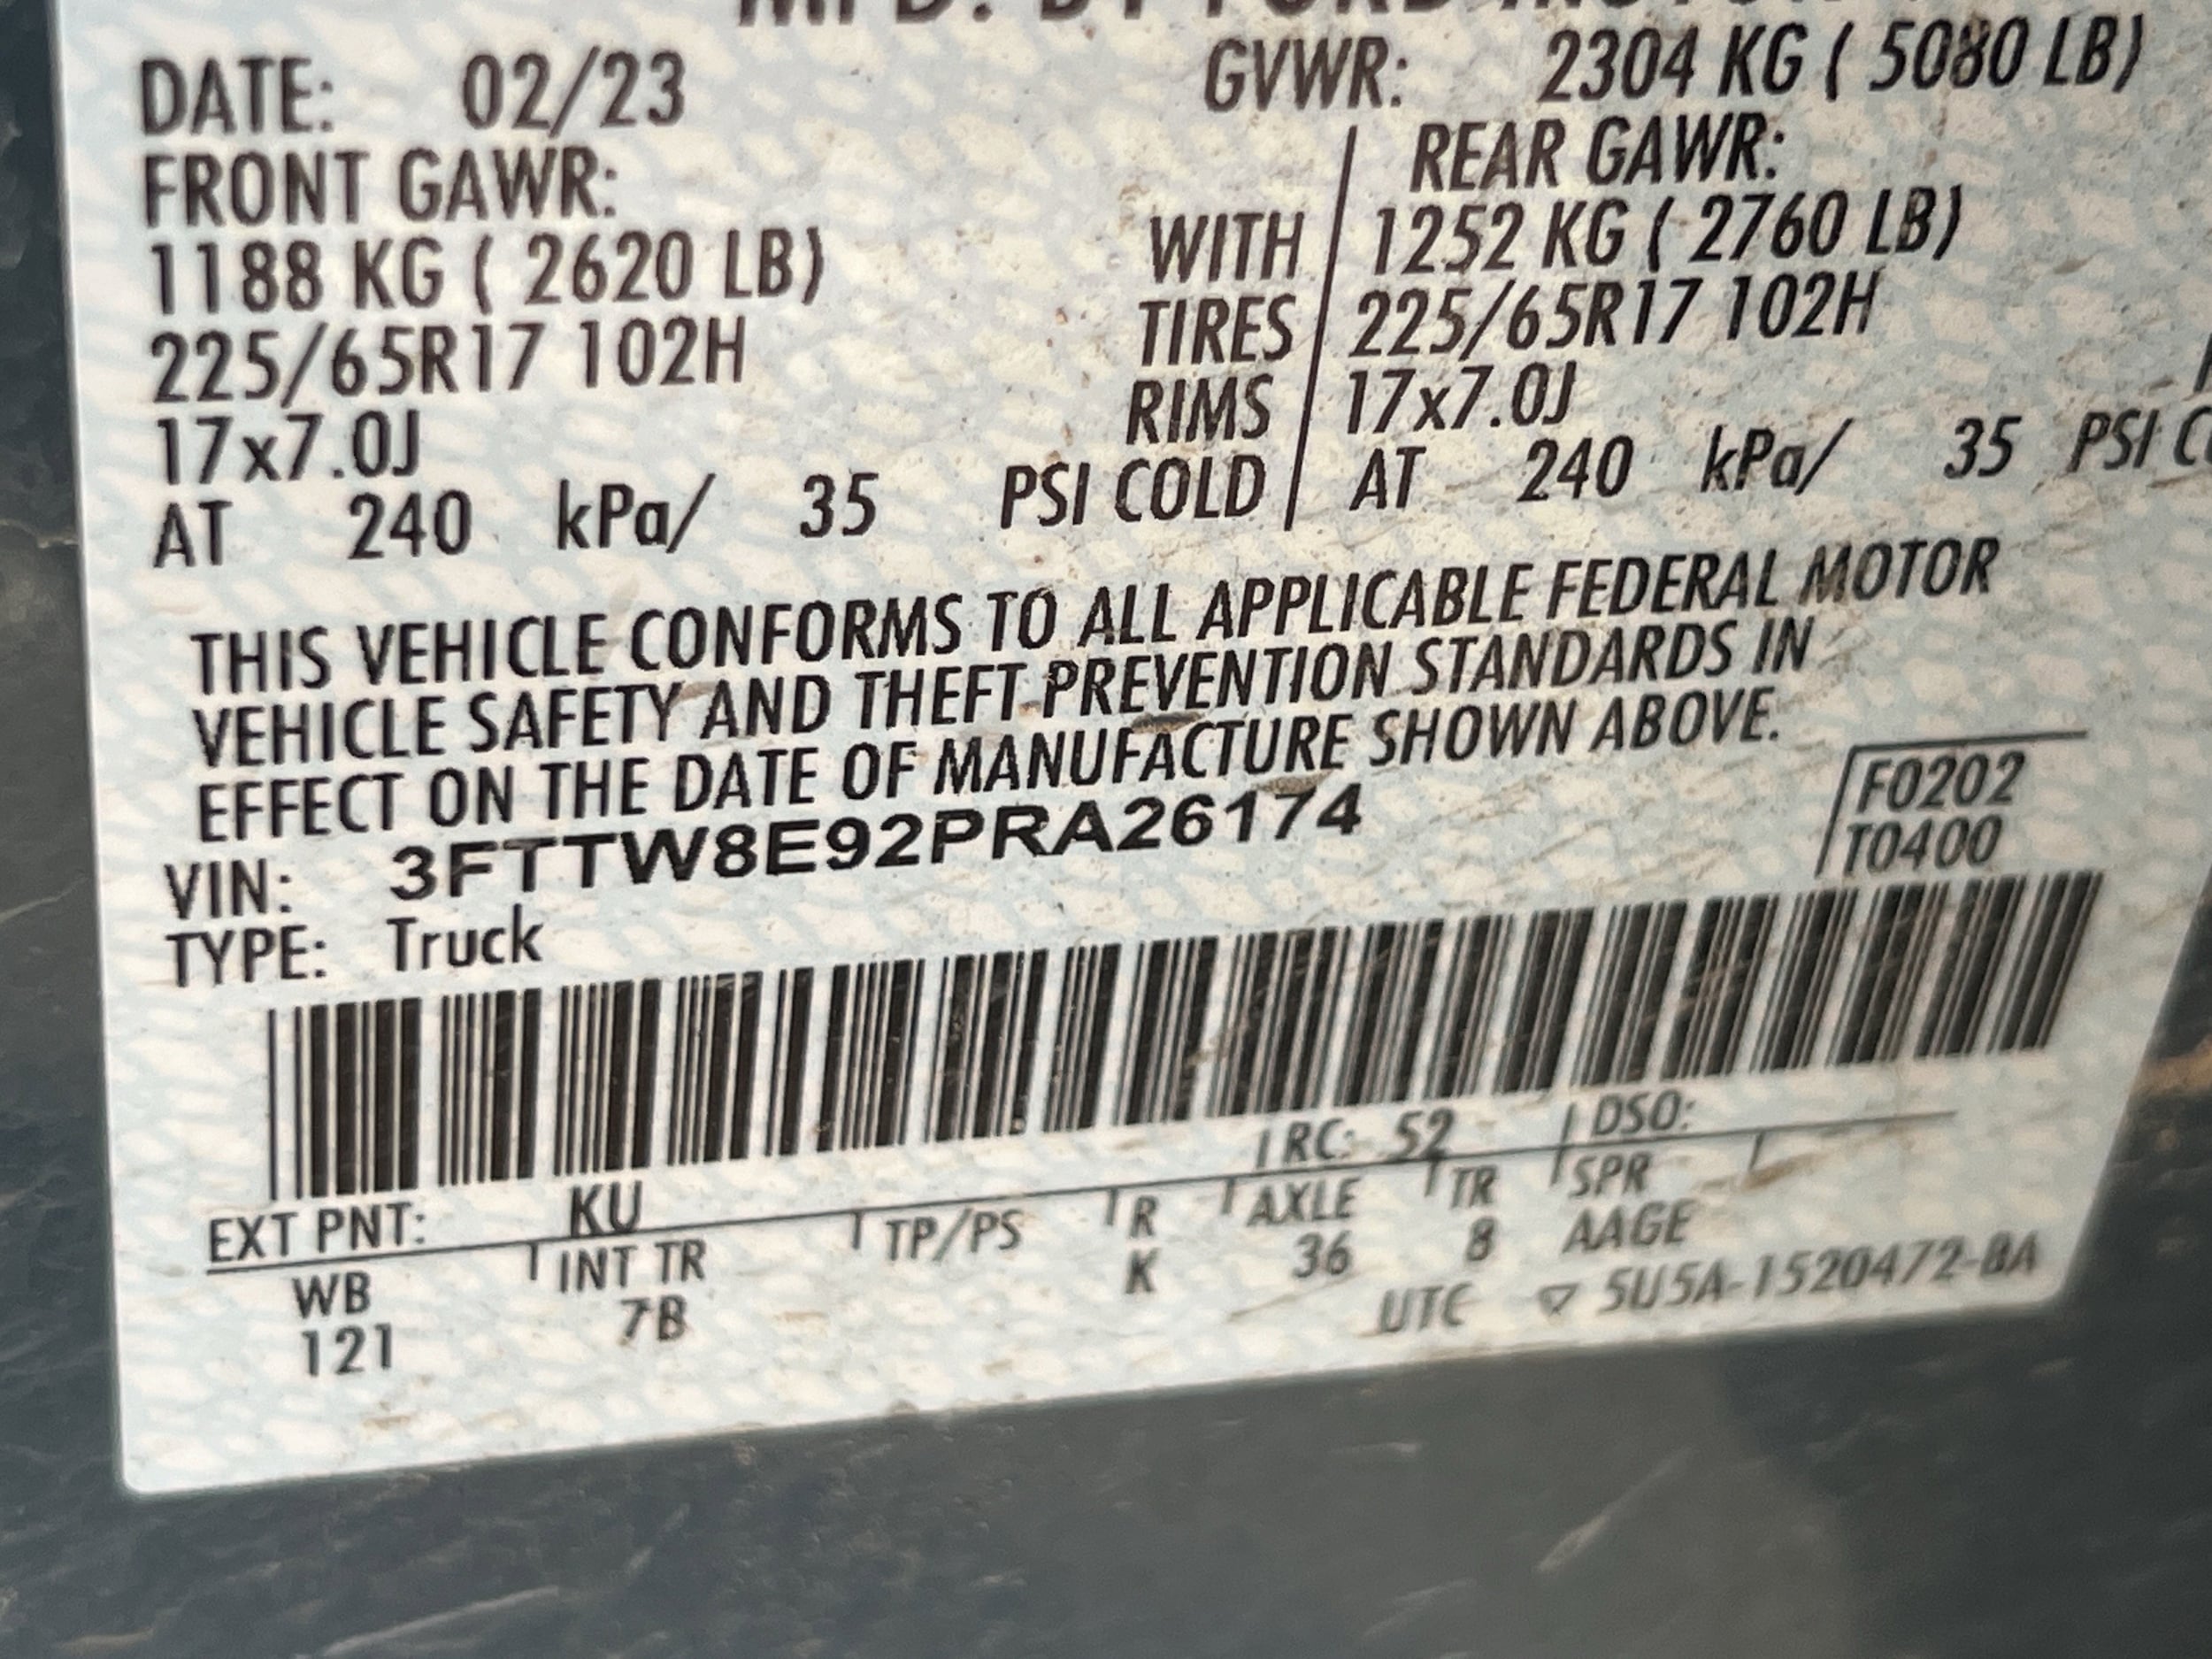 MFD. BY FORD MOTOR
DATE: 02/23 GVWR: 2304 KG ( 5080 LB)
FRONT GAWR: REAR GAWR:
1188 KG ( 2620 LB) WITH 1252 KG ( 2760 LB)
225/65R17 102H TIRES 225/65R17 102H
17x7.0J RIMS 17x7.0J
AT 240 kPa/ 35 PSI COLD AT 240 kPa/ 35 PSI
THIS VEHICLE CONFORMS TO ALL APPLICABLE FEDERAL MOTOR
VEHICLE SAFETY AND THEFT PREVENTION STANDARDS IN
EFFECT ON THE DATE OF MANUFACTURE SHOWN ABOVE.
VIN: 3FTTW8E92PRA26174 F0202
TYPE: Truck T0400
EXT PNT: KU RC: 52 DSO:
WB INT TR TP/PS R AXLE TR SPR
121 7B K 36 8 AAGE
UTC ▽ 5U5A-1520472-BA